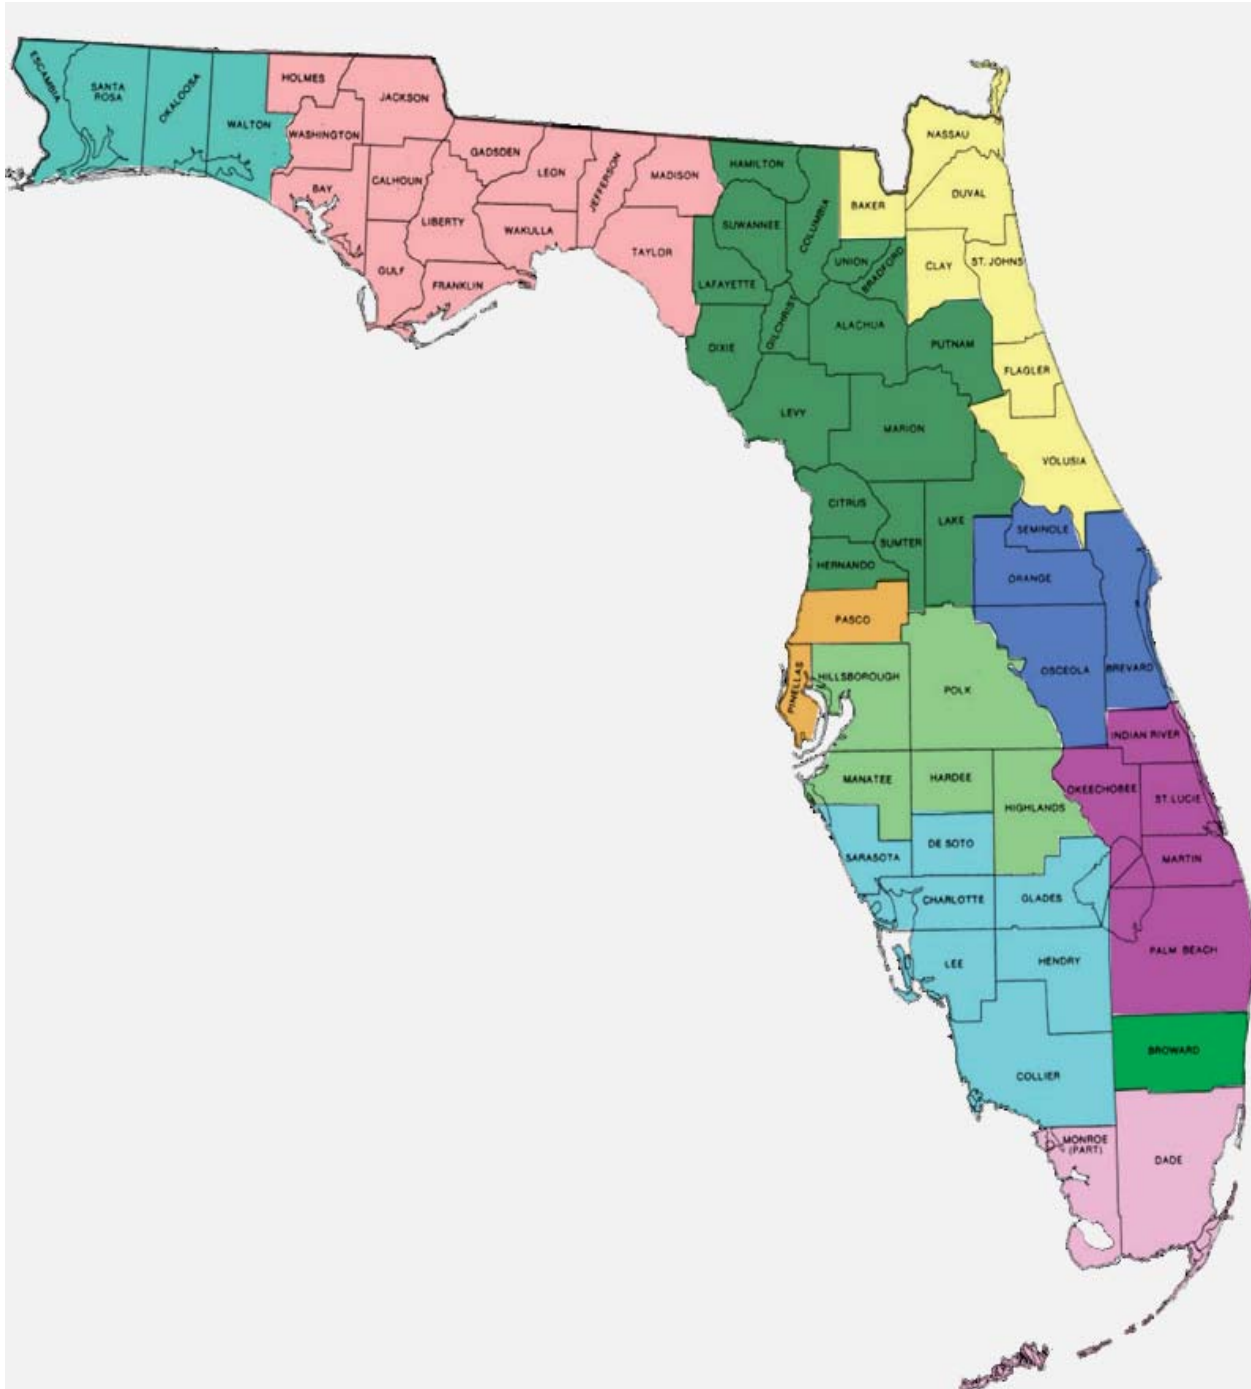 ESCAMBIA
SANTA
ROSA
OKALOOSA
WALTON
HOLMES
JACKSON
WASHINGTON
BAY
CALHOUN
GULF
LIBERTY
GADSDEN
LEON
WAKULLA
FRANKLIN
JEFFERSON
MADISON
TAYLOR
HAMILTON
SUWANNEE
LAFAYETTE
COLUMBIA
BAKER
NASSAU
DUVAL
UNION
BRADFORD
CLAY
ST. JOHNS
DIXIE
GILCHRIST
ALACHUA
PUTNAM
FLAGLER
LEVY
MARION
VOLUSIA
CITRUS
SUMTER
LAKE
SEMINOLE
HERNANDO
ORANGE
PASCO
PINELLAS
HILLSBOROUGH
POLK
OSCEOLA
BREVARD
INDIAN RIVER
MANATEE
HARDEE
HIGHLANDS
OKEECHOBEE
ST. LUCIE
SARASOTA
DE SOTO
MARTIN
CHARLOTTE
GLADES
LEE
HENDRY
PALM BEACH
COLLIER
BROWARD
MONROE
(PART)
DADE